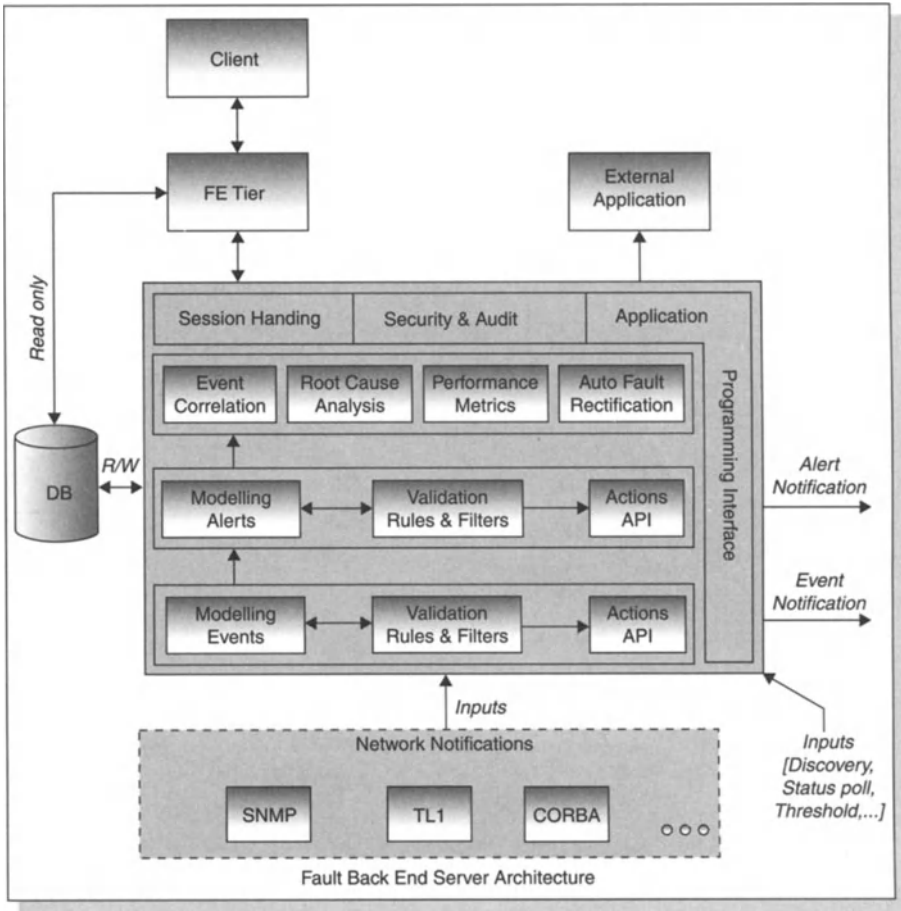 Client
FE Tier
External
Application
Read only
Session Handing
Security & Audit
Application
Programming Interface
Event
Correlation
Root Cause
Analysis
Performance
Metrics
Auto Fault
Rectification
DB
R/W
Modelling
Alerts
Validation
Rules & Filters
Actions
API
Alert
Notification
Modelling
Events
Validation
Rules & Filters
Actions
API
Event
Notification
Inputs
Inputs
[Discovery,
Status poll,
Threshold,...]
Network Notifications
SNMP
TL1
CORBA
Fault Back End Server Architecture